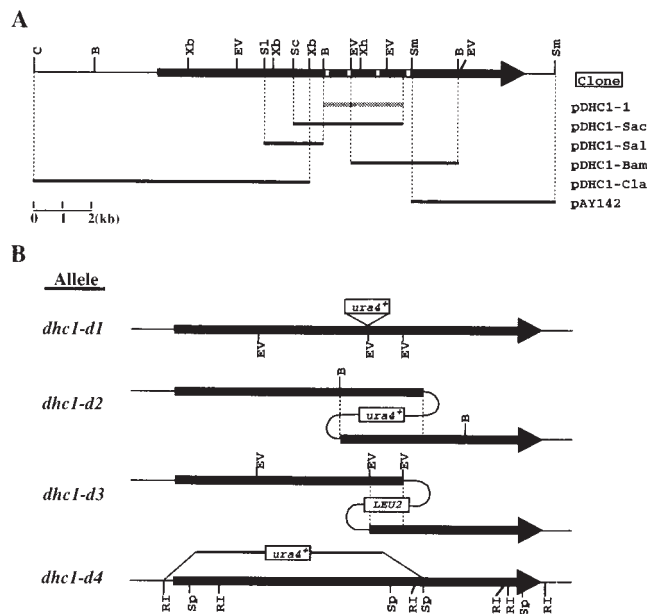 A
C B Xb EV Sl Xb Sc Xb B EV Xh EV Sm B EV Sm
Clone
pDHC1-1
pDHC1-Sac
pDHC1-Sal
pDHC1-Bam
pDHC1-Cla
pAY142
0 1 2(kb)
B
Allele
ura4+
dhc1-d1
EV EV EV
B
dhc1-d2
ura4+
B
EV EV EV
dhc1-d3
LEU2
ura4+
dhc1-d4
RI Sp RI Sp RI Sp RI Sp RI